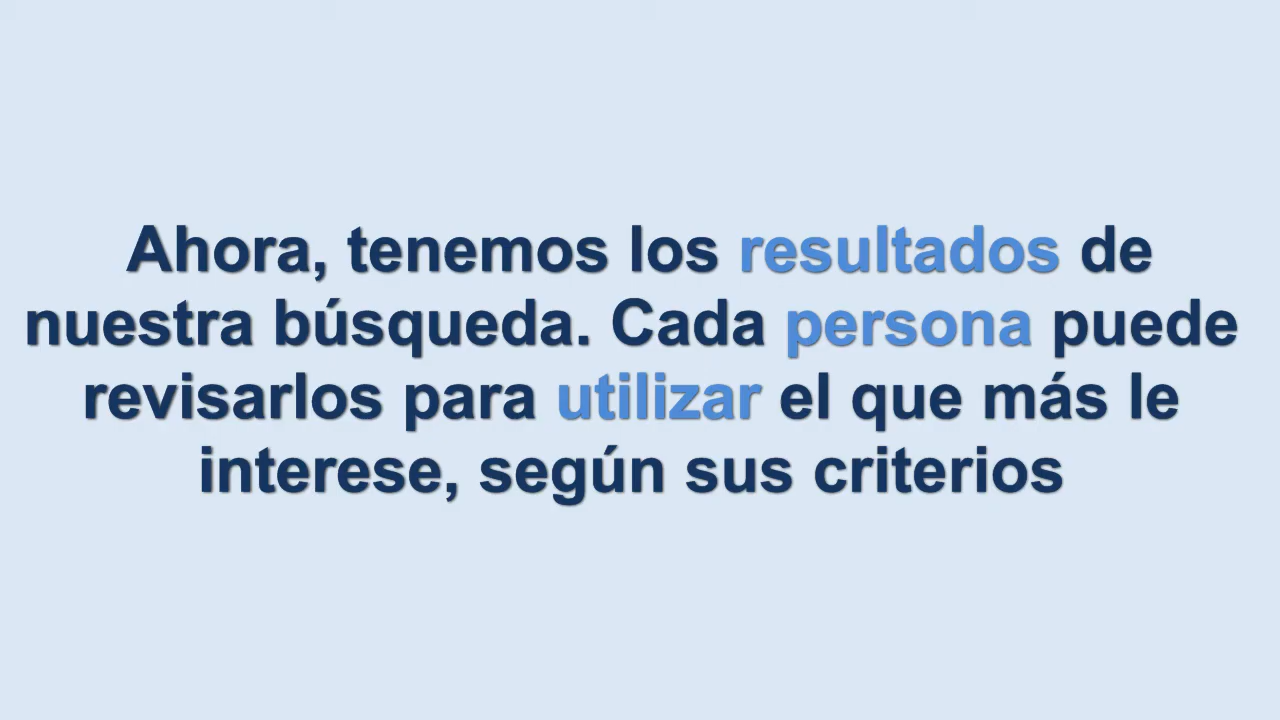 Ahora, tenemos los resultados de
nuestra búsqueda. Cada persona puede
revisarlos para utilizar el que más le
interese, según sus criterios